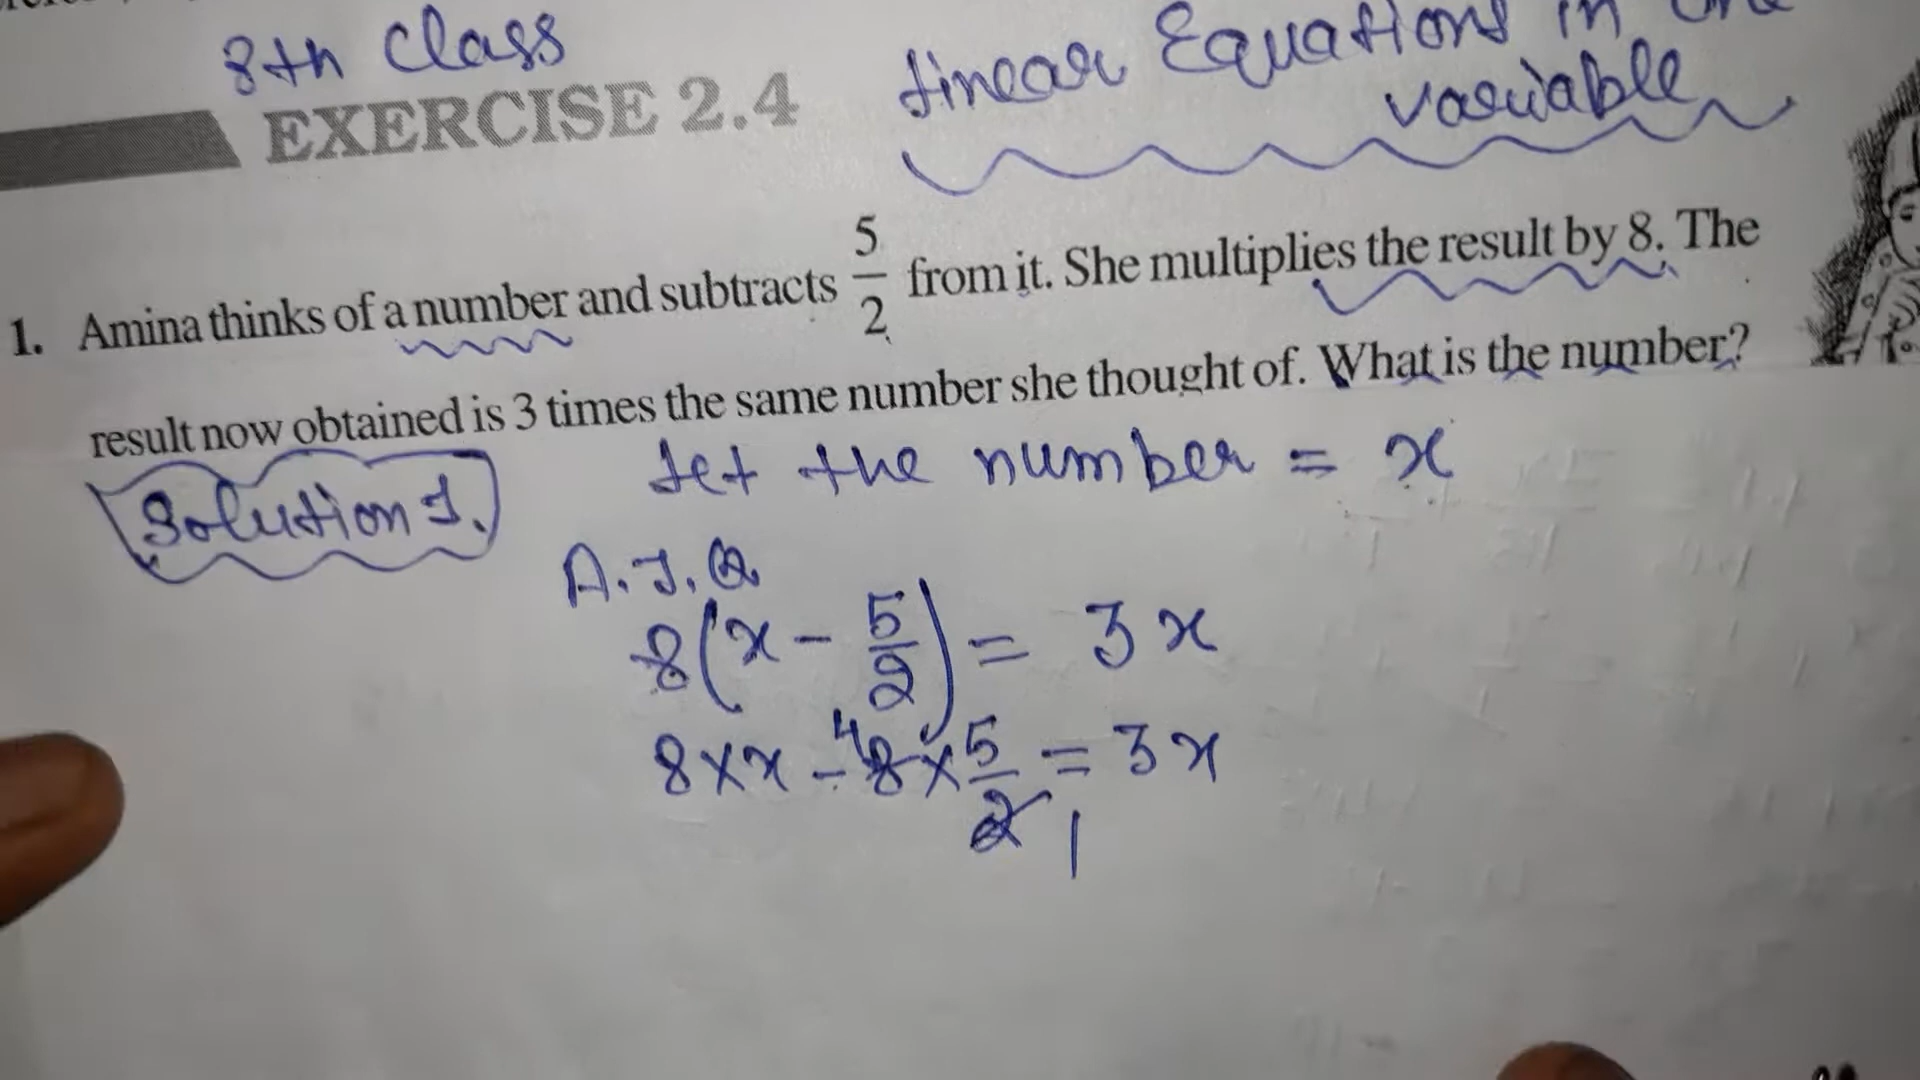 8th Class
Linear Equations in
variable
EXERCISE 2.4
1. Amina thinks of a number and subtracts 5/2 from it. She multiplies the result by 8. The
result now obtained is 3 times the same number she thought of. What is the number?
Solution 1.
Let the number = x
A.T.Q
8(x - 5/2) = 3x
8×x - 8×5/2 = 3x
4
1